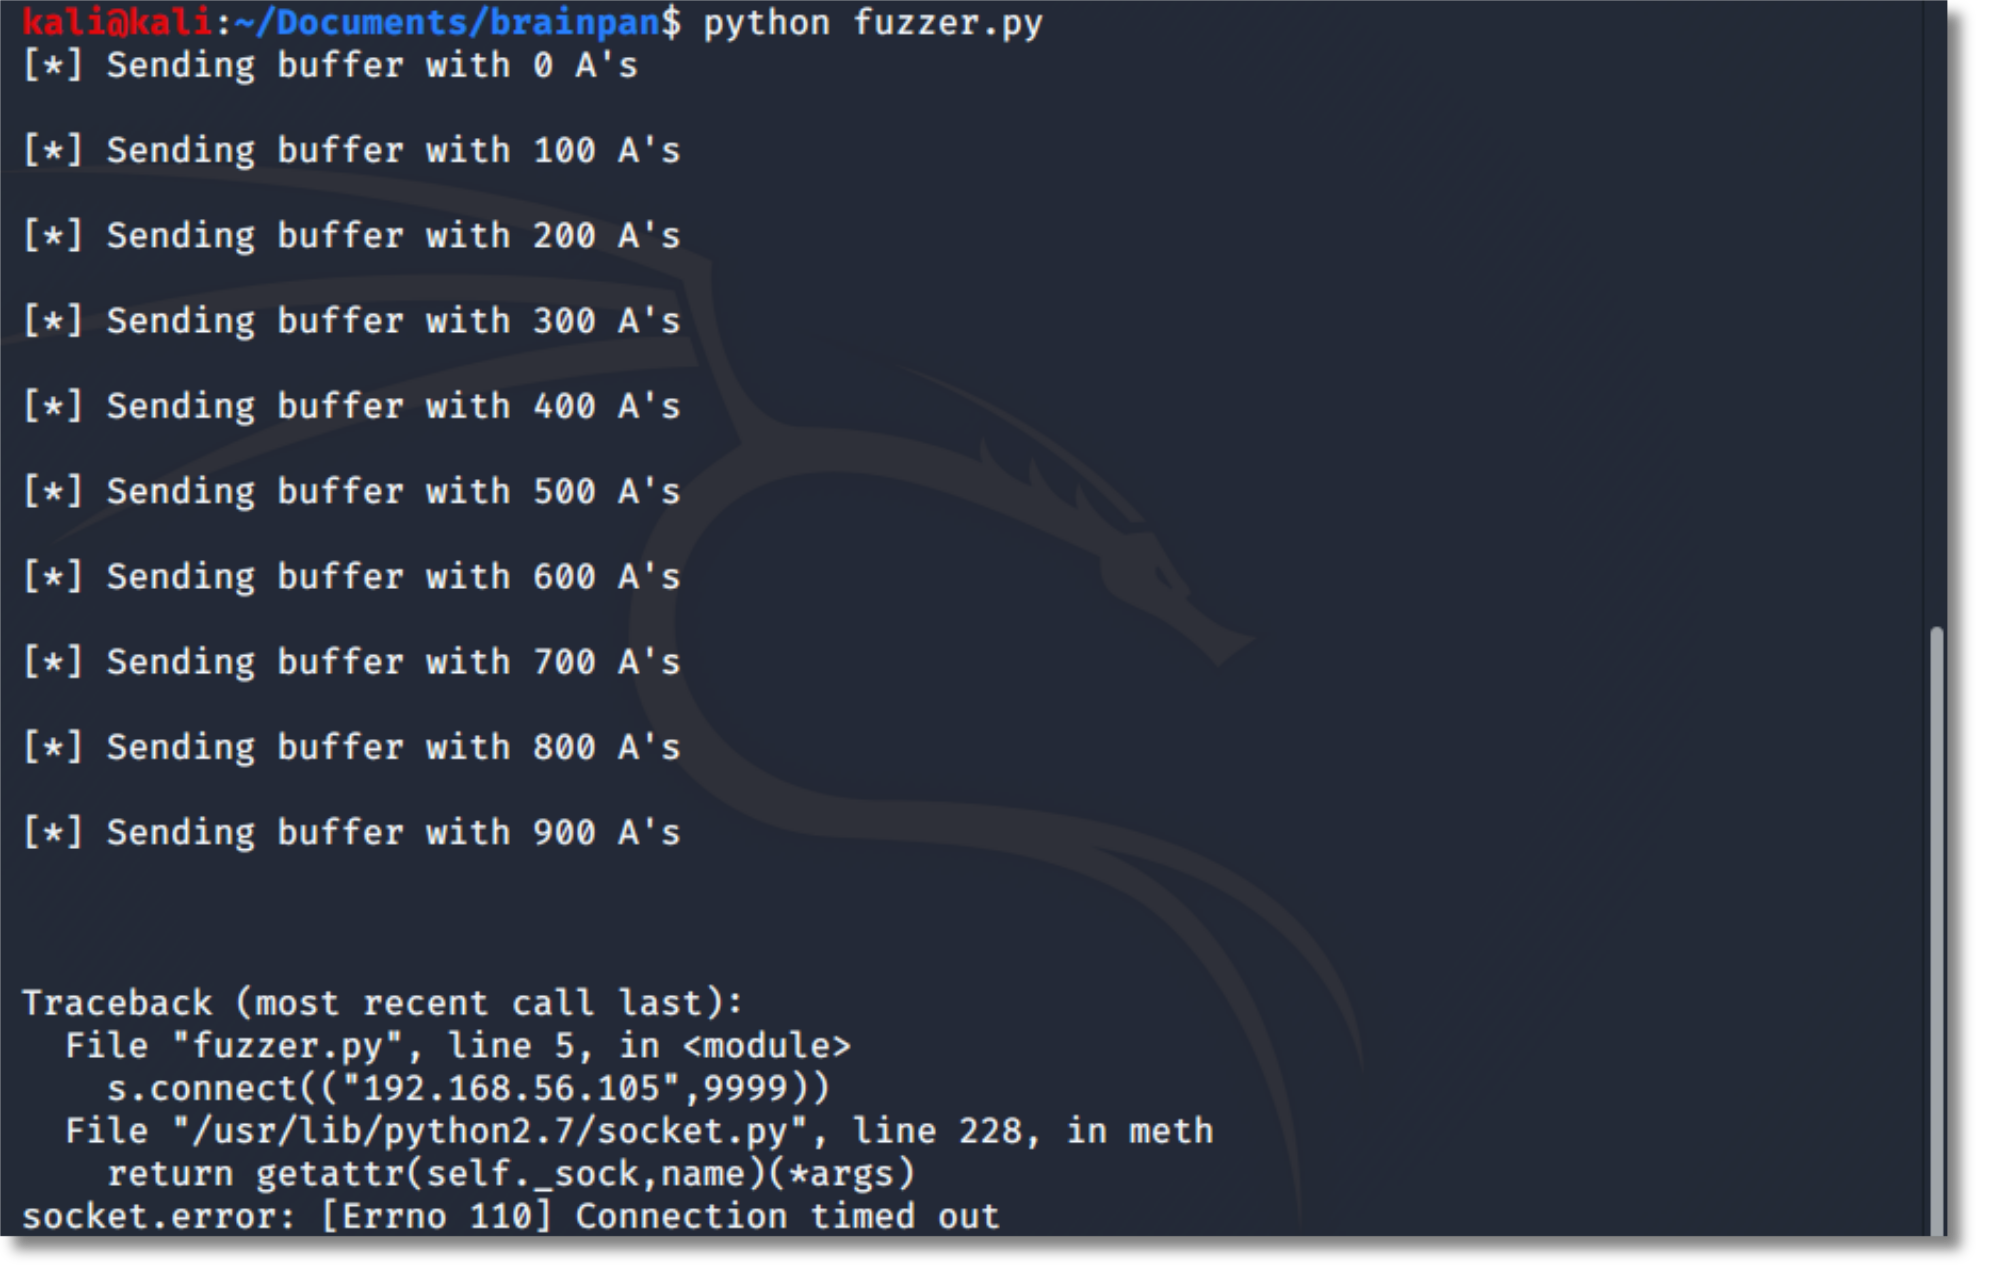 kali@kali:~/Documents/brainpan$ python fuzzer.py
[*] Sending buffer with 0 A's
[*] Sending buffer with 100 A's
[*] Sending buffer with 200 A's
[*] Sending buffer with 300 A's
[*] Sending buffer with 400 A's
[*] Sending buffer with 500 A's
[*] Sending buffer with 600 A's
[*] Sending buffer with 700 A's
[*] Sending buffer with 800 A's
[*] Sending buffer with 900 A's
Traceback (most recent call last):
  File "fuzzer.py", line 5, in <module>
    s.connect(("192.168.56.105",9999))
  File "/usr/lib/python2.7/socket.py", line 228, in meth
    return getattr(self._sock,name)(*args)
socket.error: [Errno 110] Connection timed out